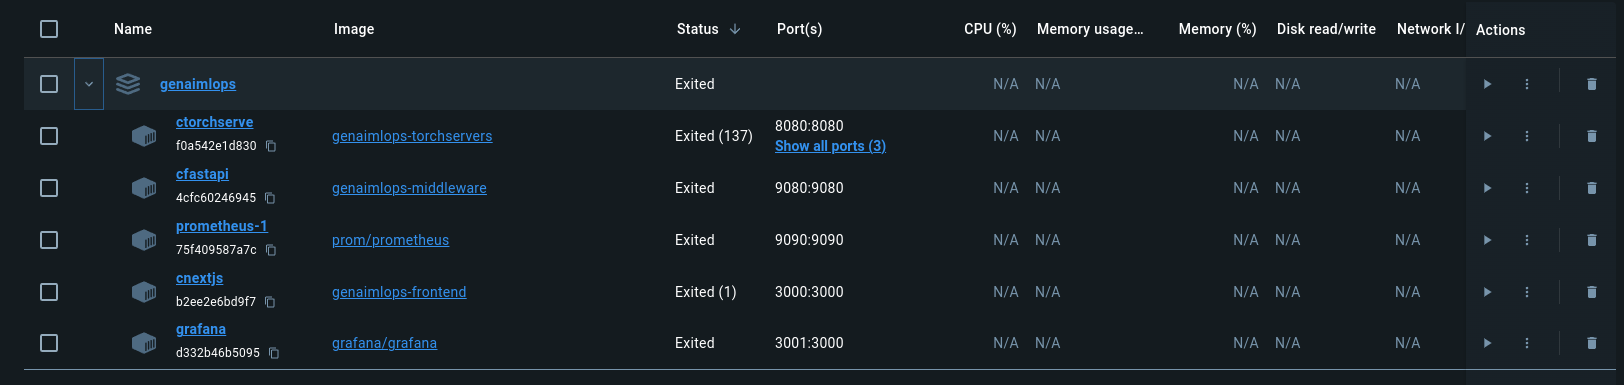 Name Image Status Port(s) CPU (%) Memory usage... Memory (%) Disk read/write Network I/ Actions
genaimlops Exited N/A N/A N/A N/A N/A
ctorchserve
f0a542e1d830
genaimlops-torchservers Exited (137)
8080:8080
Show all ports (3)
N/A N/A N/A N/A N/A
cfastapi
4cfc60246945
genaimlops-middleware Exited 9080:9080 N/A N/A N/A N/A N/A
prometheus-1
75f409587a7c
prom/prometheus Exited 9090:9090 N/A N/A N/A N/A N/A
cnextjs
b2ee2e6bd9f7
genaimlops-frontend Exited (1) 3000:3000 N/A N/A N/A N/A N/A
grafana
d332b46b5095
grafana/grafana Exited 3001:3000 N/A N/A N/A N/A N/A